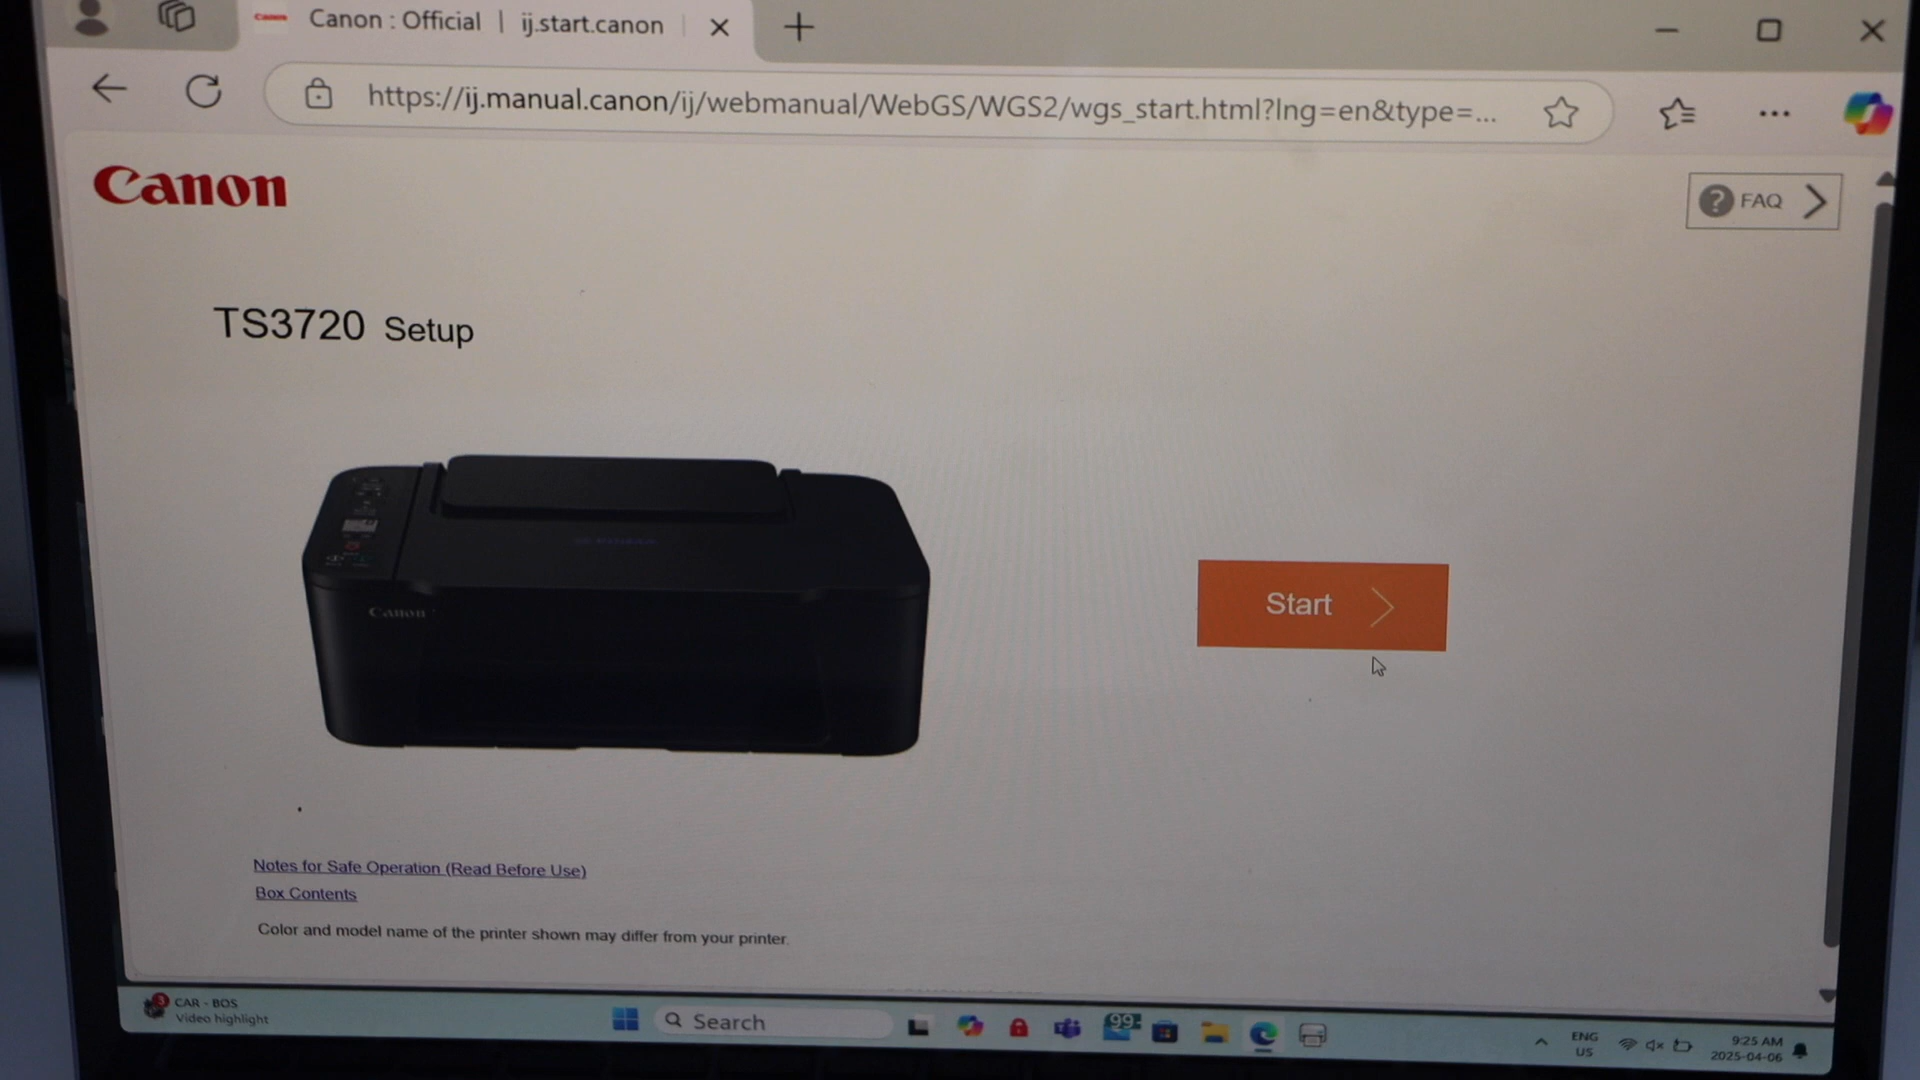 Canon : Official | ij.start.canon
https://ij.manual.canon/ij/webmanual/WebGS/WGS2/wgs_start.html?lng=en&type=...
Canon
FAQ
TS3720 Setup
Canon
Start
Notes for Safe Operation (Read Before Use)
Box Contents
Color and model name of the printer shown may differ from your printer.
3
CAR - BOS
Video highlight
Search
99+
ENG
US
9:25 AM
2025-04-06